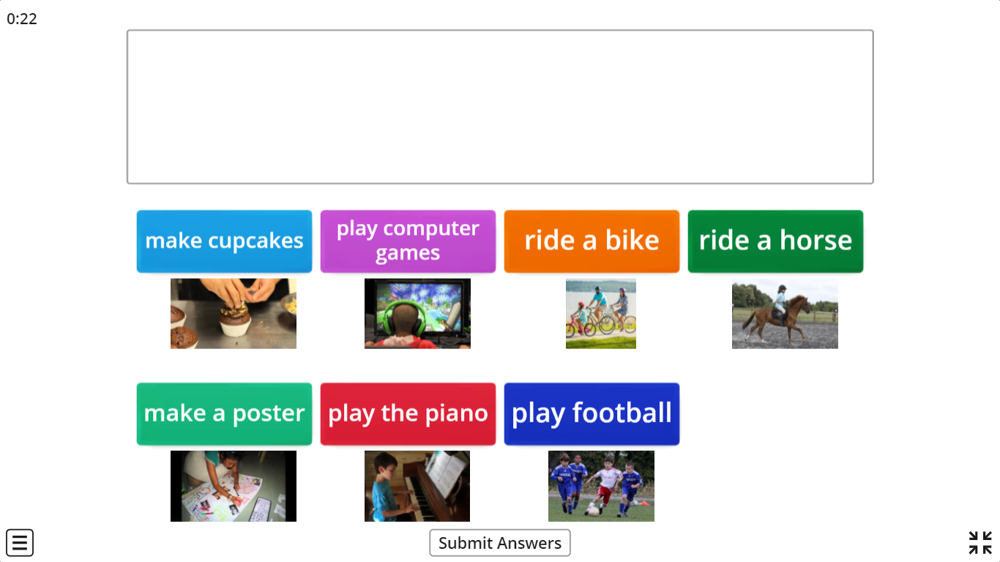 0:22
make cupcakes
play computer
games
ride a bike
ride a horse
make a poster
play the piano
play football
Submit Answers